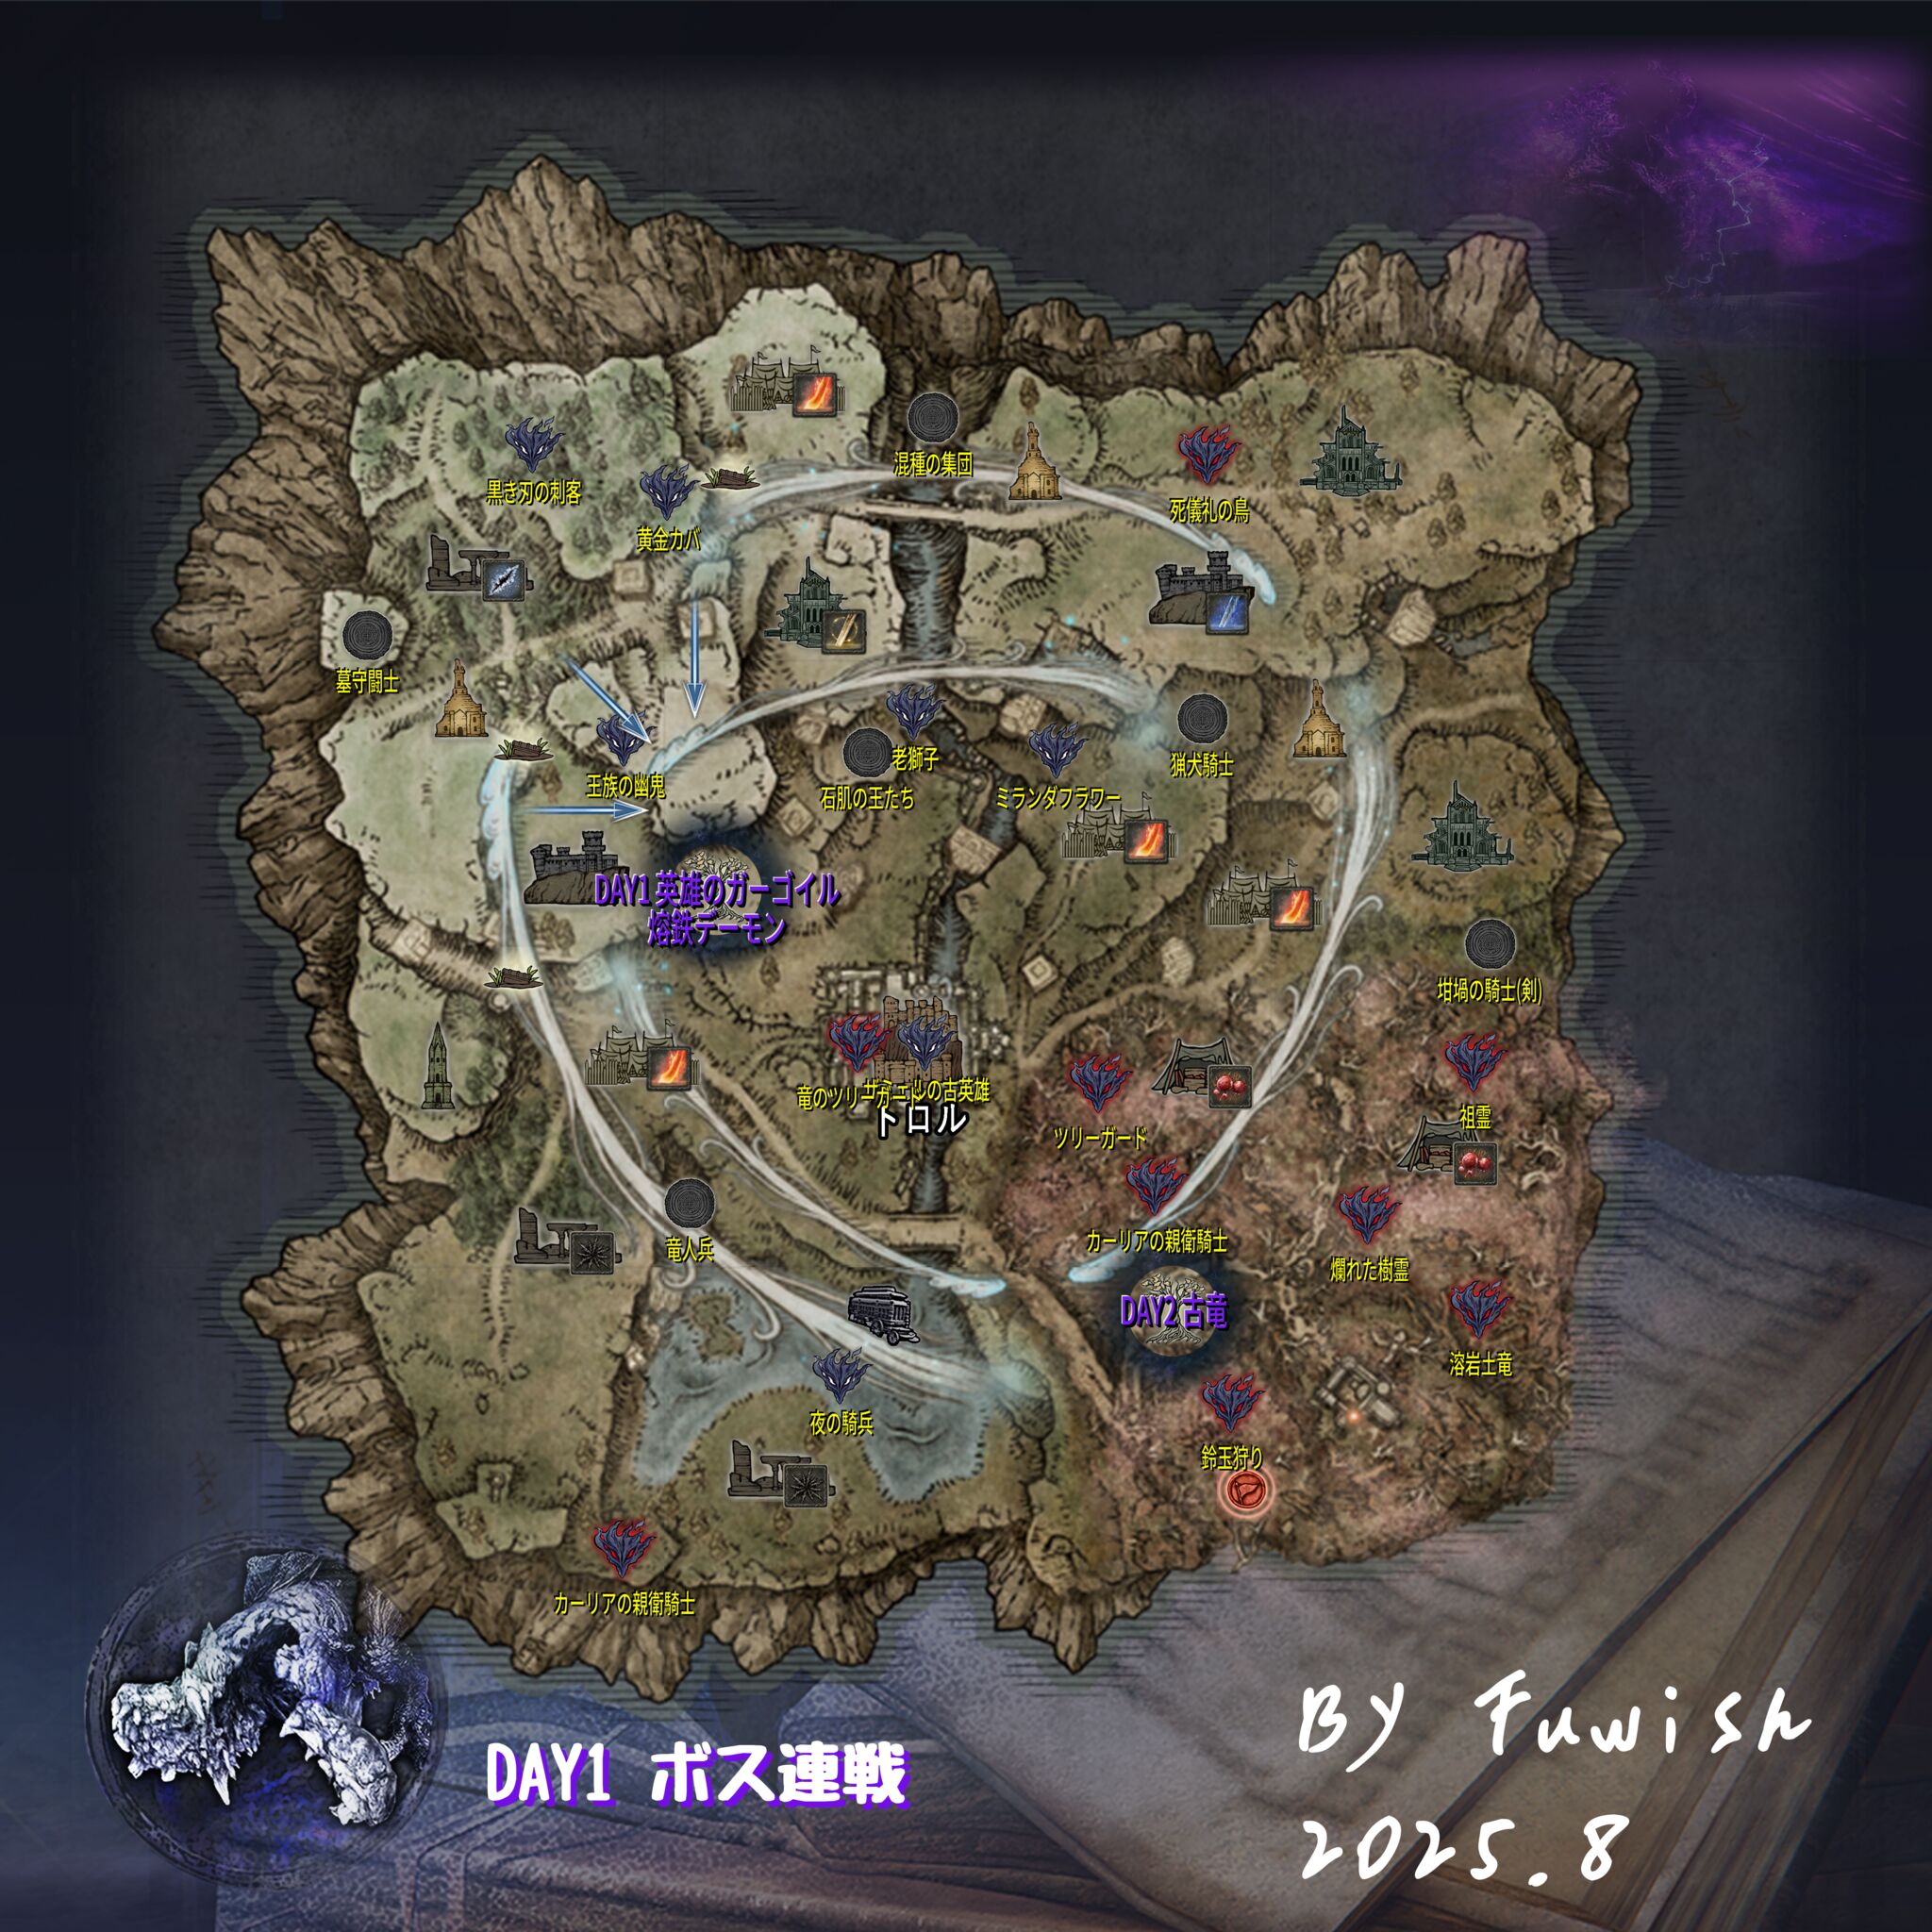 混種の集団
黒き刃の刺客
死儀礼の鳥
黄金カバ
墓守闘士
老獅子
猟犬騎士
王族の幽鬼
石肌の王たち
ミランダフラワー
DAY1 英雄のガーゴイル
熔鉄デーモン
坩堝の騎士(剣)
竜のツリーガード
ザミェルの古英雄
トロル
祖霊
ツリーガード
カーリアの親衛騎士
竜人兵
爛れた樹霊
DAY2 古竜
溶岩土竜
夜の騎兵
鈴玉狩り
カーリアの親衛騎士
DAY1 ボス連戦
BY Fuwish
2025.8